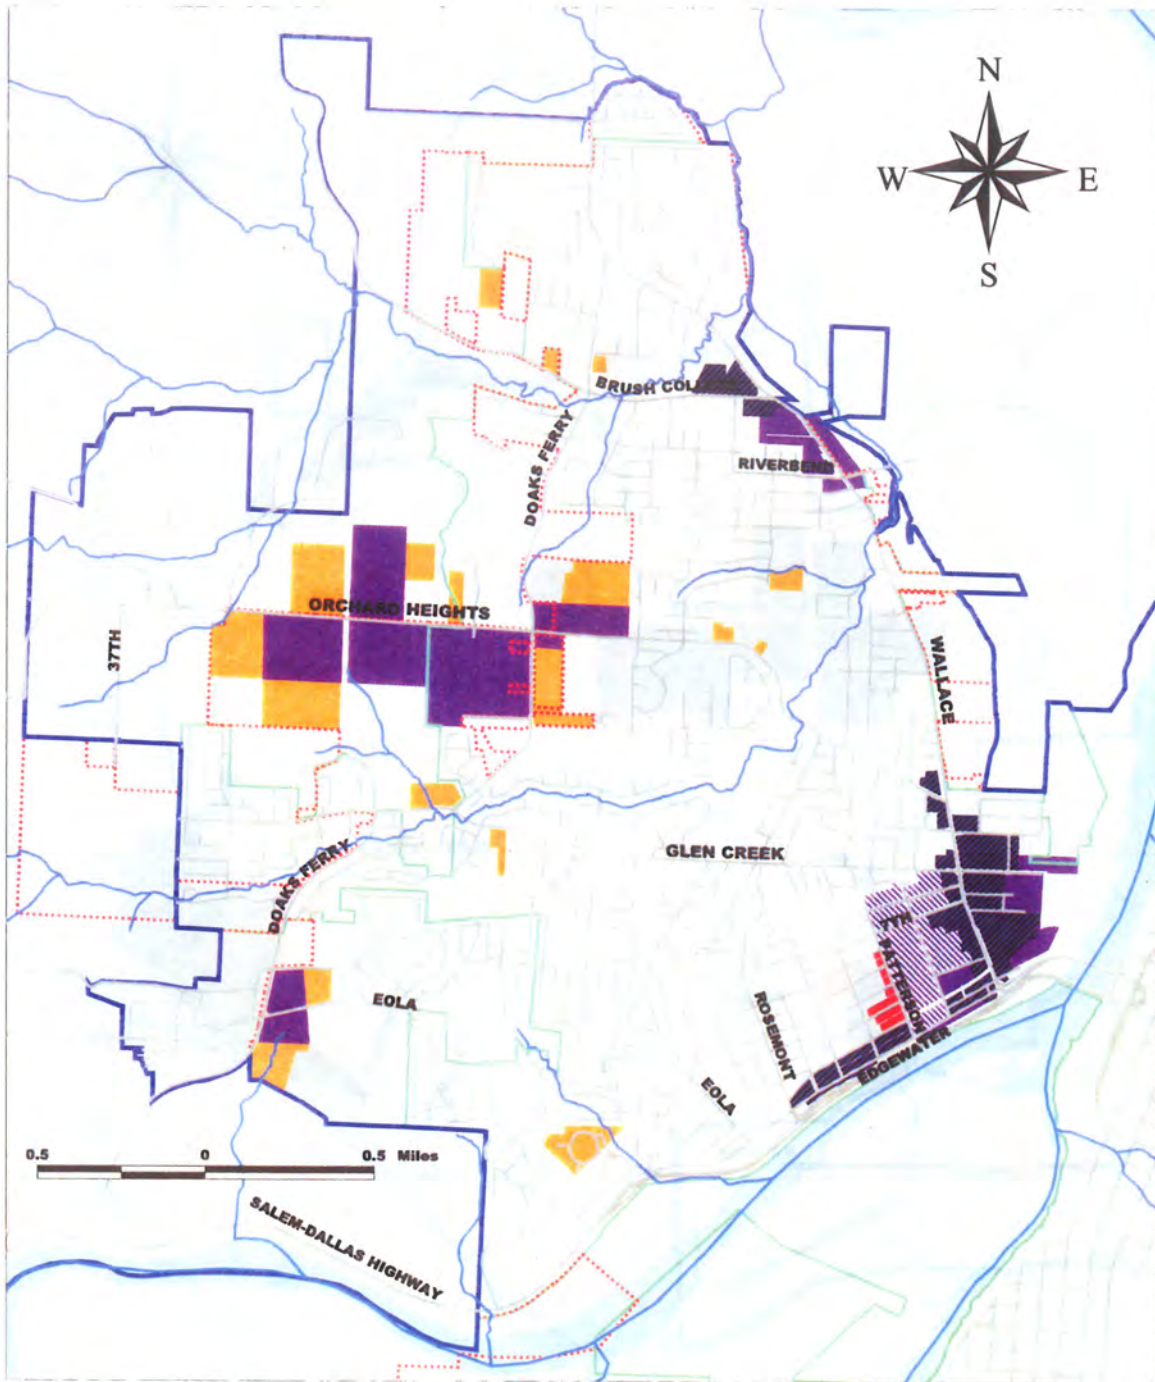 N
W E
S
BRUSH COLLEGE
DOAKS FERRY
RIVERBEND
ORCHARD HEIGHTS
37TH
WALLACE
GLEN CREEK
DOAKS FERRY
7TH
PATTERSON
EOLA
ROSEMONT
EDGEWATER
EOLA
0.5 0 0.5 Miles
SALEM-DALLAS HIGHWAY